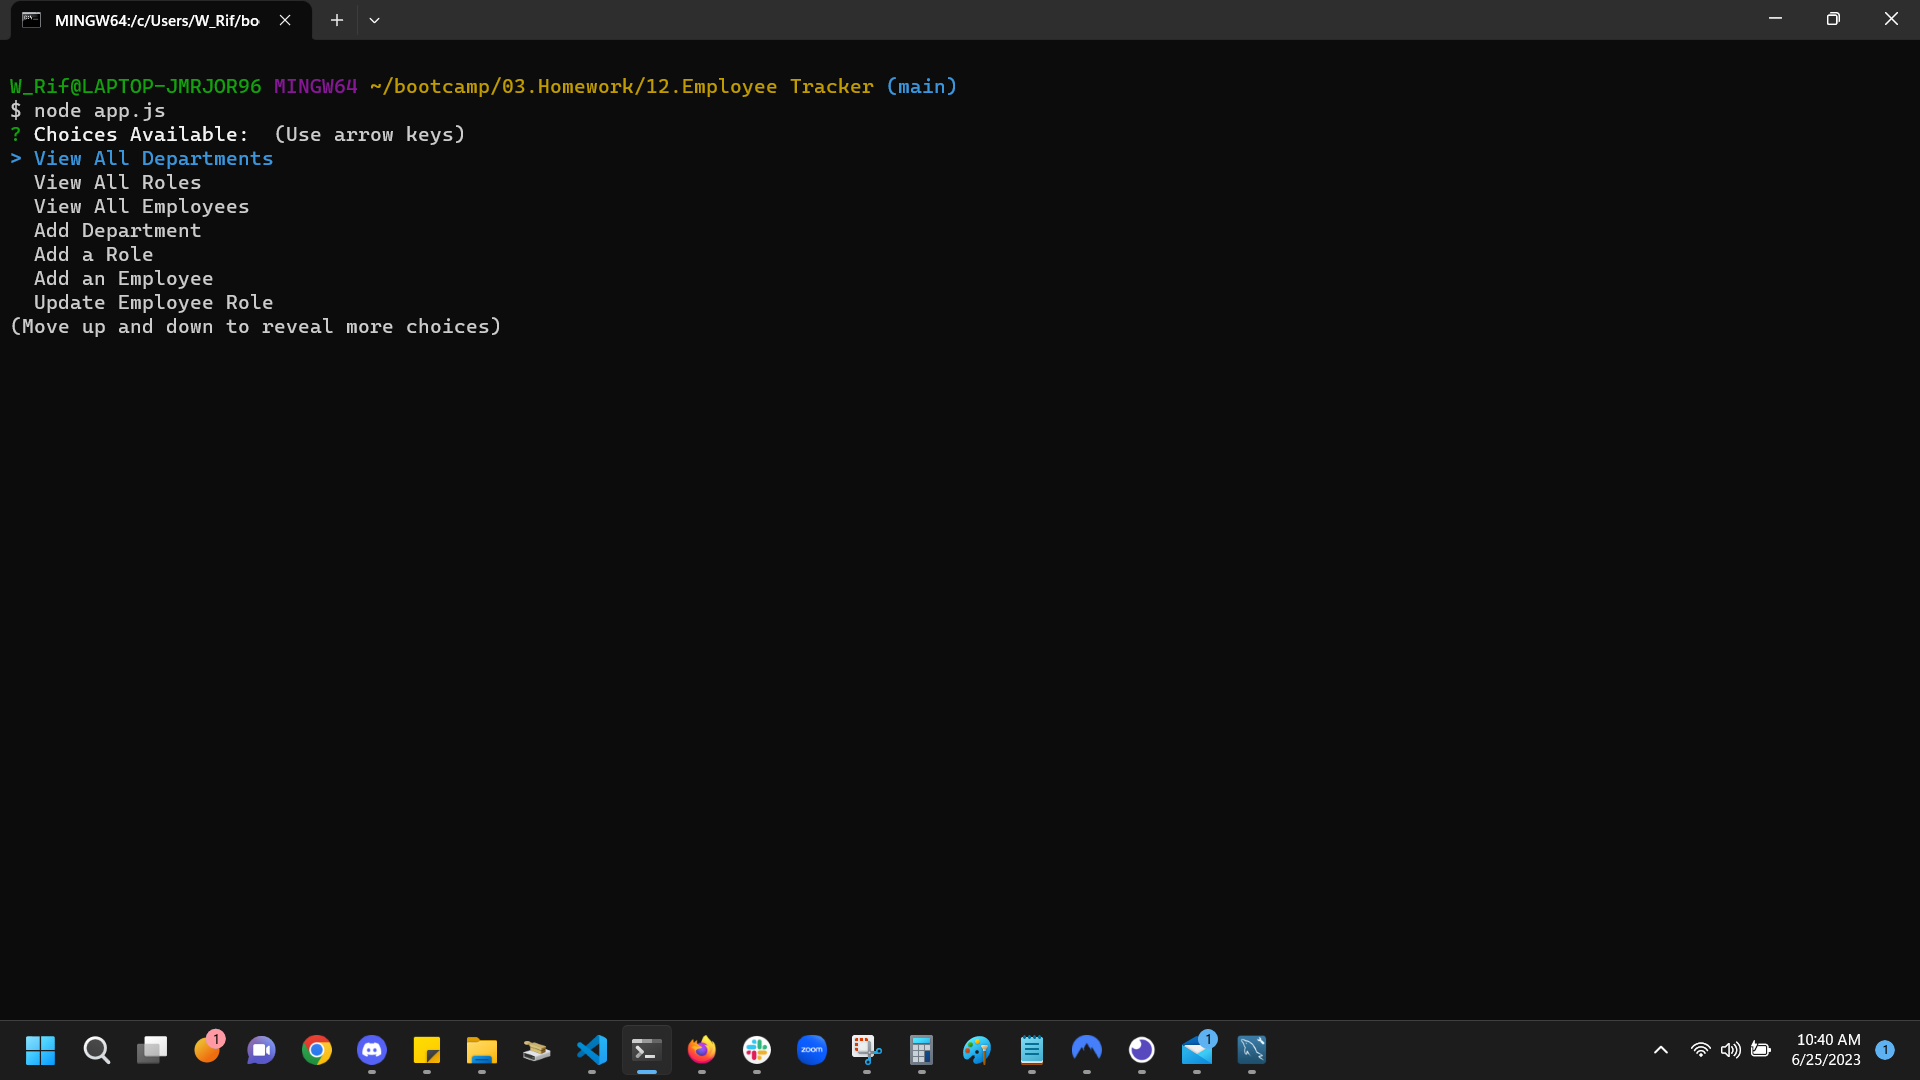 MINGW64:/c/Users/W_Rif/bo
W_Rif@LAPTOP-JMRJOR96 MINGW64 ~/bootcamp/03.Homework/12.Employee Tracker (main)
$ node app.js
? Choices Available:  (Use arrow keys)
> View All Departments
  View All Roles
  View All Employees
  Add Department
  Add a Role
  Add an Employee
  Update Employee Role
(Move up and down to reveal more choices)
1
zoom
1
10:40 AM
6/25/2023
1